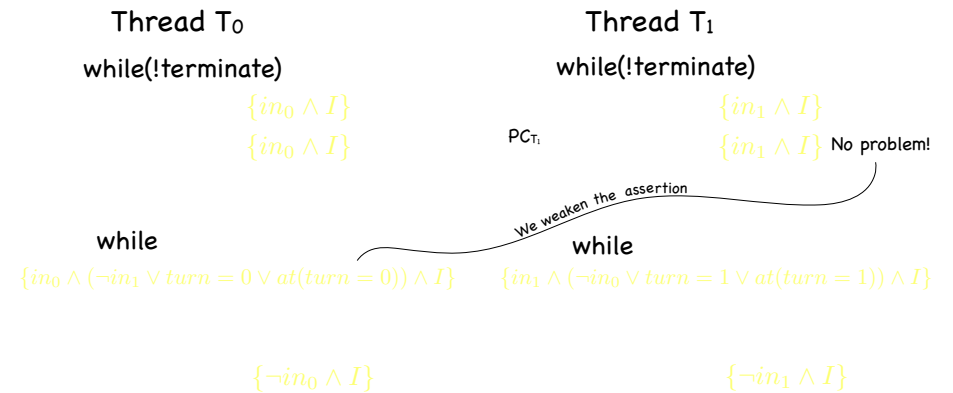 Thread T₀
Thread T₁
while(!terminate)
while(!terminate)
{in₀ ∧ I}
{in₁ ∧ I}
PC_T₁
{in₀ ∧ I}
{in₁ ∧ I}
No problem!
We weaken the assertion
while
while
{in₀ ∧ (¬in₁ ∨ turn = 0 ∨ at(turn = 0)) ∧ I}
{in₁ ∧ (¬in₀ ∨ turn = 1 ∨ at(turn = 1)) ∧ I}
{¬in₀ ∧ I}
{¬in₁ ∧ I}